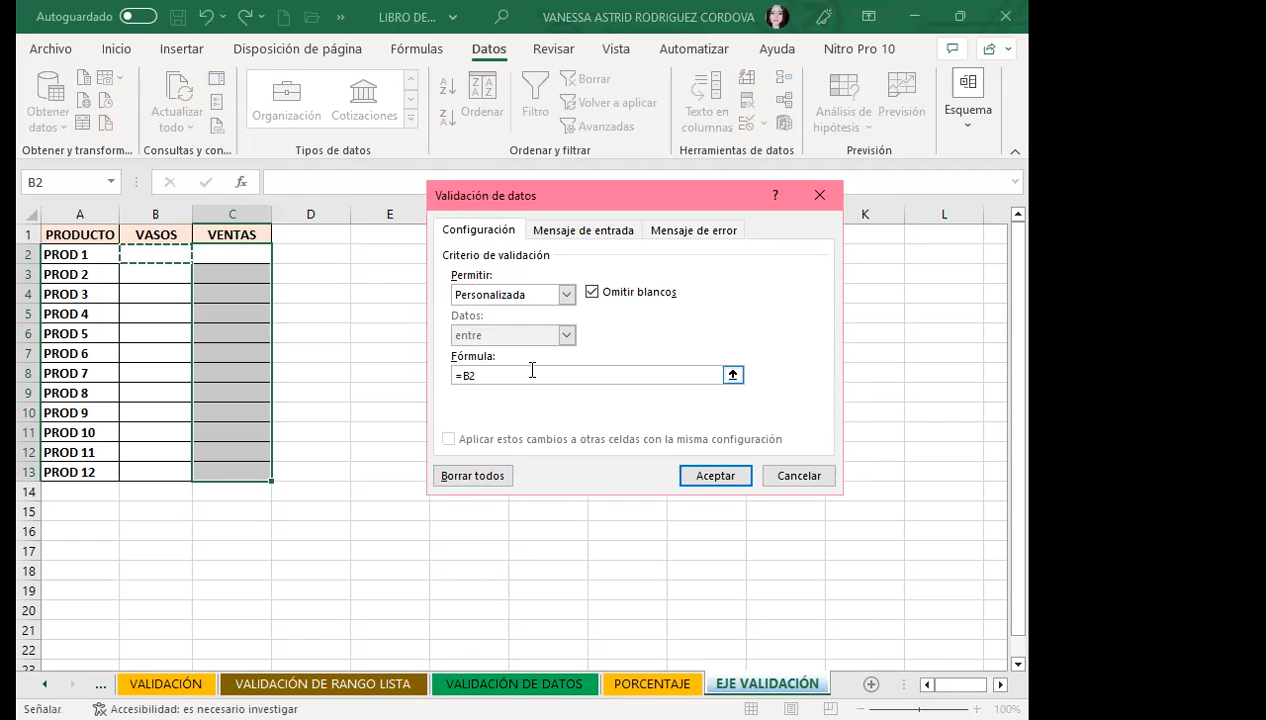 Autoguardado
LIBRO DE...
VANESSA ASTRID RODRIGUEZ CORDOVA
Archivo Inicio Insertar Disposición de página Fórmulas Datos Revisar Vista Automatizar Ayuda Nitro Pro 10
Obtener datos
Actualizar todo
Organización
Cotizaciones
Ordenar
Filtro
Borrar
Volver a aplicar
Avanzadas
Texto en columnas
Análisis de hipótesis
Previsión
Esquema
Obtener y transform... Consultas y con... Tipos de datos Ordenar y filtrar Herramientas de datos Previsión
B2
fx
A B C D E K L
1 PRODUCTO VASOS VENTAS
2 PROD 1
3 PROD 2
4 PROD 3
5 PROD 4
6 PROD 5
7 PROD 6
8 PROD 7
9 PROD 8
10 PROD 9
11 PROD 10
12 PROD 11
13 PROD 12
14
15
16
17
18
19
20
21
22
23
Validación de datos
?
Configuración Mensaje de entrada Mensaje de error
Criterio de validación
Permitir:
Personalizada
Omitir blancos
Datos:
entre
Fórmula:
=B2
Aplicar estos cambios a otras celdas con la misma configuración
Borrar todos Aceptar Cancelar
... VALIDACIÓN VALIDACIÓN DE RANGO LISTA VALIDACIÓN DE DATOS PORCENTAJE EJE VALIDACIÓN
Señalar Accesibilidad: es necesario investigar 100%